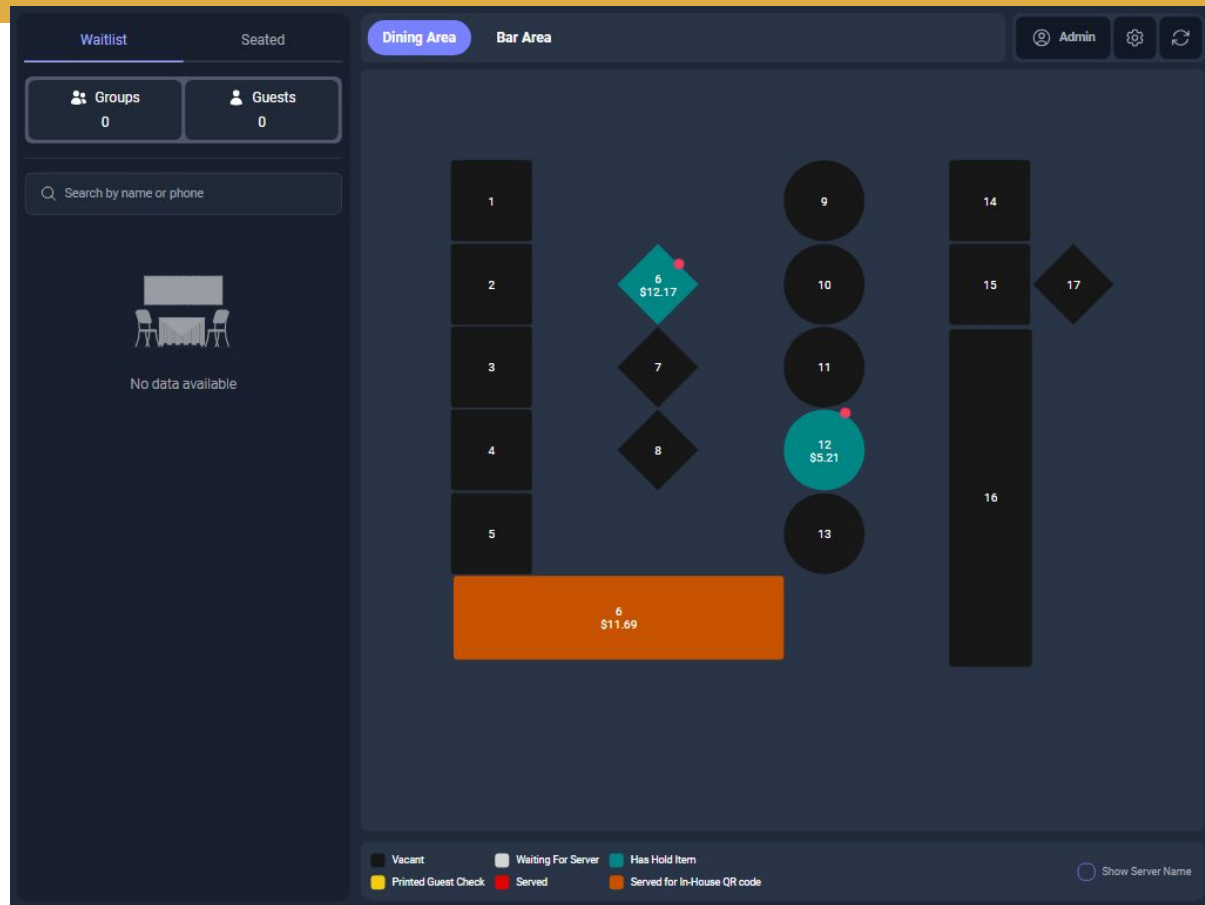 Waitlist
Seated
Groups
0
Guests
0
Search by name or phone
No data available
Dining Area
Bar Area
Admin
1
2
3
4
5
6
$12.17
7
8
6
$11.69
9
10
11
12
$5.21
13
14
15
16
17
Vacant
Waiting For Server
Has Hold Item
Printed Guest Check
Served
Served for In-House QR code
Show Server Name